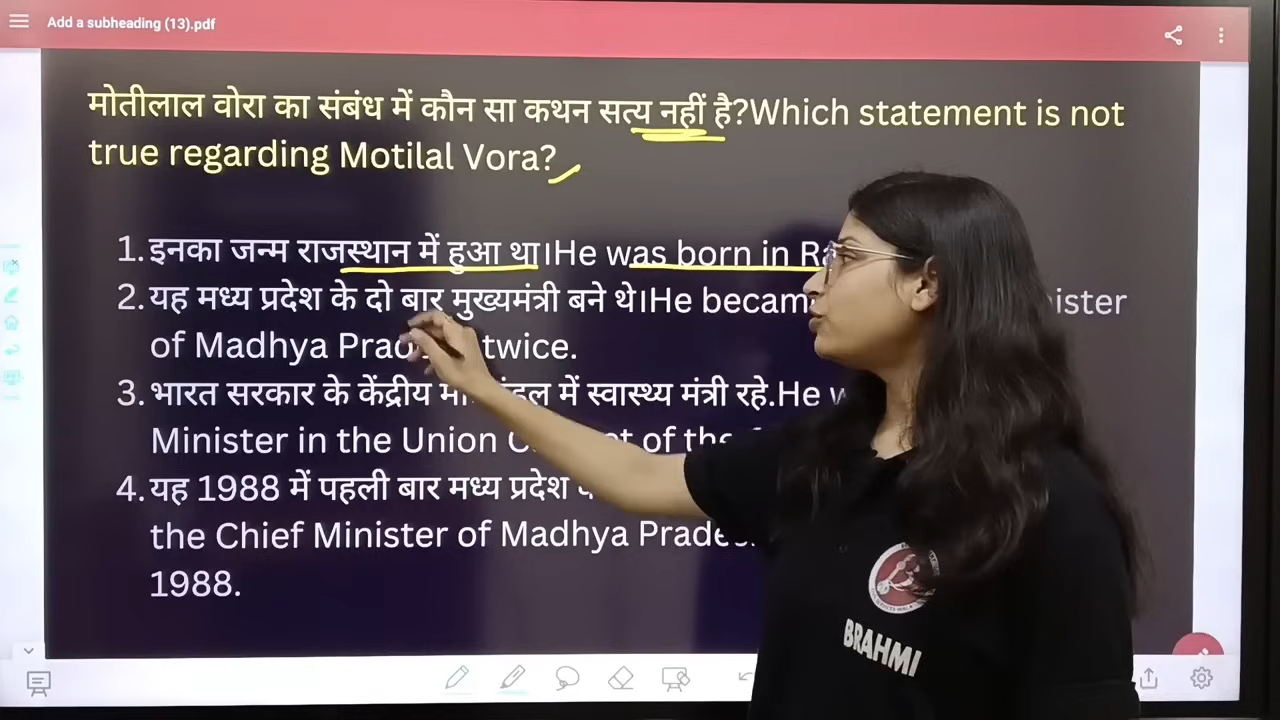 Add a subheading (13).pdf
मोतीलाल वोरा का संबंध में कौन सा कथन सत्य नहीं है?Which statement is not
true regarding Motilal Vora?
1. इनका जन्म राजस्थान में हुआ था।He was born in
2. यह मध्य प्रदेश के दो बार मुख्यमंत्री बने थे।He
of Madhya twice.
3. भारत सरकार के केंद्रीय में स्वास्थ्य मंत्री रहे.He
Minister in the Union of the
4. यह 1988 में पहली बार मध्य प्रदेश
the Chief Minister of Madhya
1988.
BRAHMI